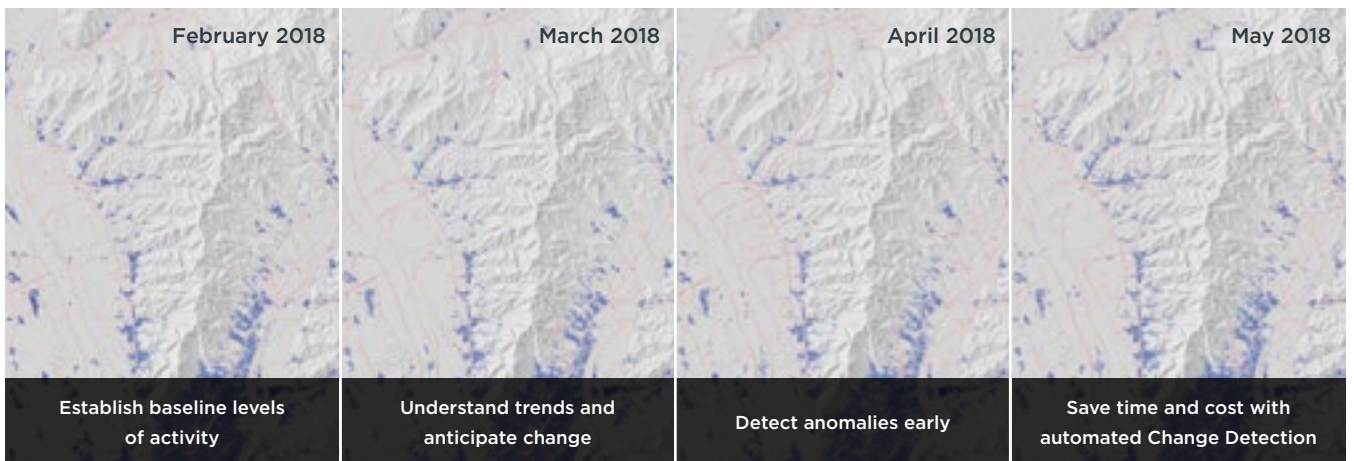 February 2018
March 2018
April 2018
May 2018
Establish baseline levels
of activity
Understand trends and
anticipate change
Detect anomalies early
Save time and cost with
automated Change Detection